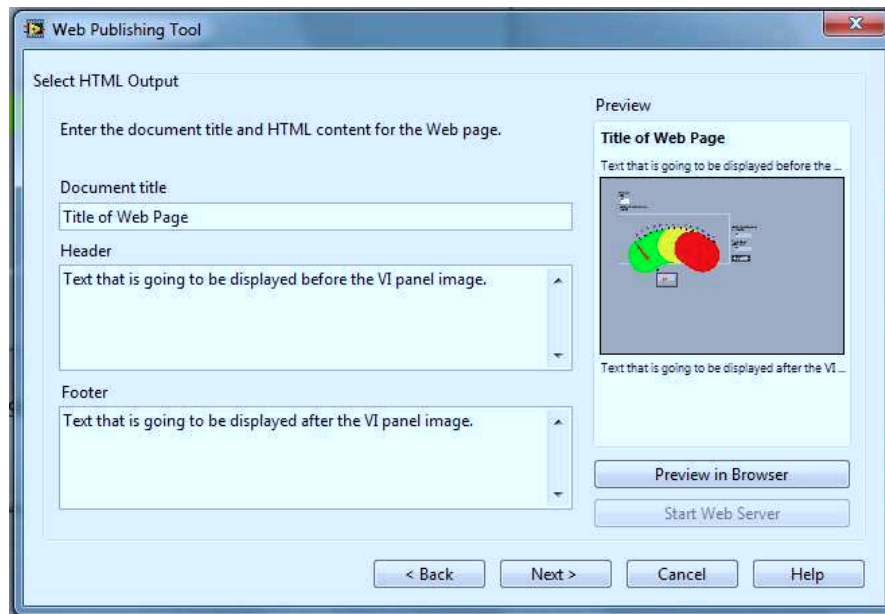 Web Publishing Tool
Select HTML Output
Enter the document title and HTML content for the Web page.
Document title
Title of Web Page
Header
Text that is going to be displayed before the VI panel image.
Footer
Text that is going to be displayed after the VI panel image.
Preview
Title of Web Page
Text that is going to be displayed before the ...
Text that is going to be displayed after the VI ...
Preview in Browser
Start Web Server
< Back
Next >
Cancel
Help